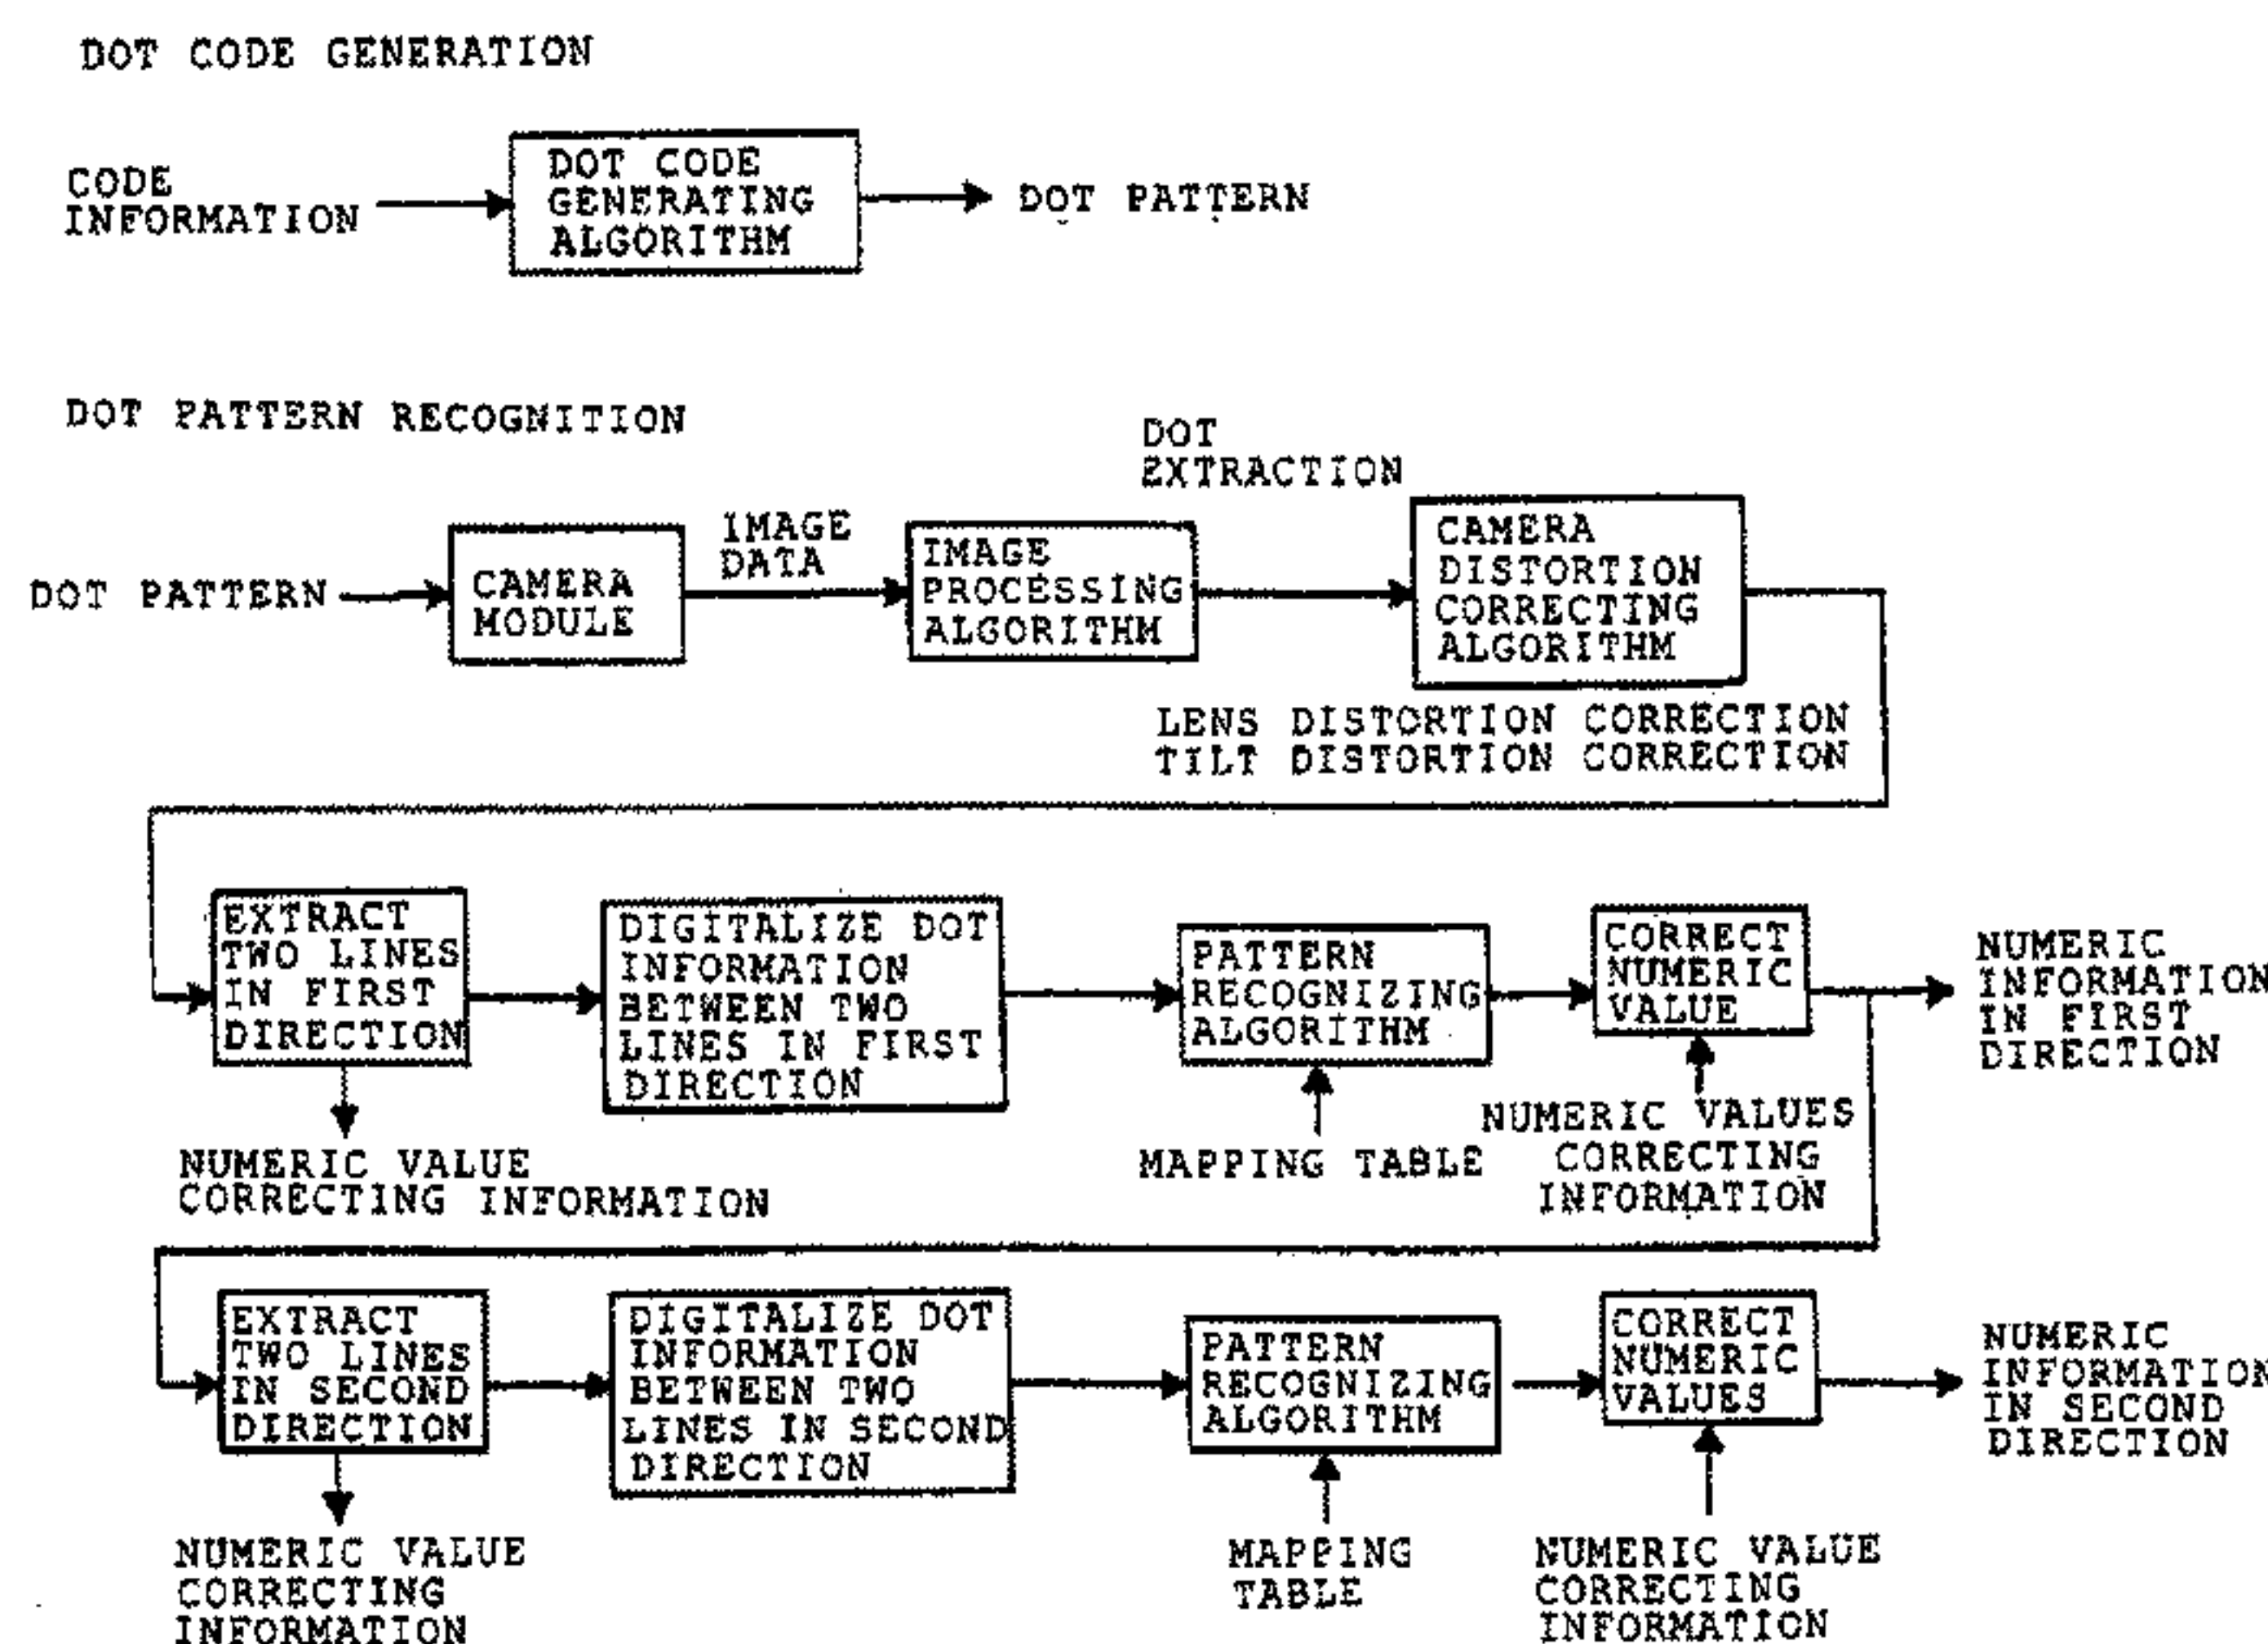 DOT CODE GENERATION
CODE
INFORMATION
DOT CODE
GENERATING
ALGORITHM
DOT PATTERN
DOT PATTERN RECOGNITION
DOT
EXTRACTION
DOT PATTERN
CAMERA
MODULE
IMAGE
DATA
IMAGE
PROCESSING
ALGORITHM
CAMERA
DISTORTION
CORRECTING
ALGORITHM
LENS DISTORTION CORRECTION
TILT DISTORTION CORRECTION
EXTRACT
TWO LINES
IN FIRST
DIRECTION
DIGITALIZE DOT
INFORMATION
BETWEEN TWO
LINES IN FIRST
DIRECTION
PATTERN
RECOGNIZING
ALGORITHM
CORRECT
NUMERIC
VALUE
NUMERIC
INFORMATION
IN FIRST
DIRECTION
NUMERIC VALUE
CORRECTING INFORMATION
MAPPING TABLE
NUMERIC VALUES
CORRECTING
INFORMATION
EXTRACT
TWO LINES
IN SECOND
DIRECTION
DIGITALIZE DOT
INFORMATION
BETWEEN TWO
LINES IN SECOND
DIRECTION
PATTERN
RECOGNIZING
ALGORITHM
CORRECT
NUMERIC
VALUES
NUMERIC
INFORMATION
IN SECOND
DIRECTION
NUMERIC VALUE
CORRECTING
INFORMATION
MAPPING
TABLE
NUMERIC VALUE
CORRECTING
INFORMATION